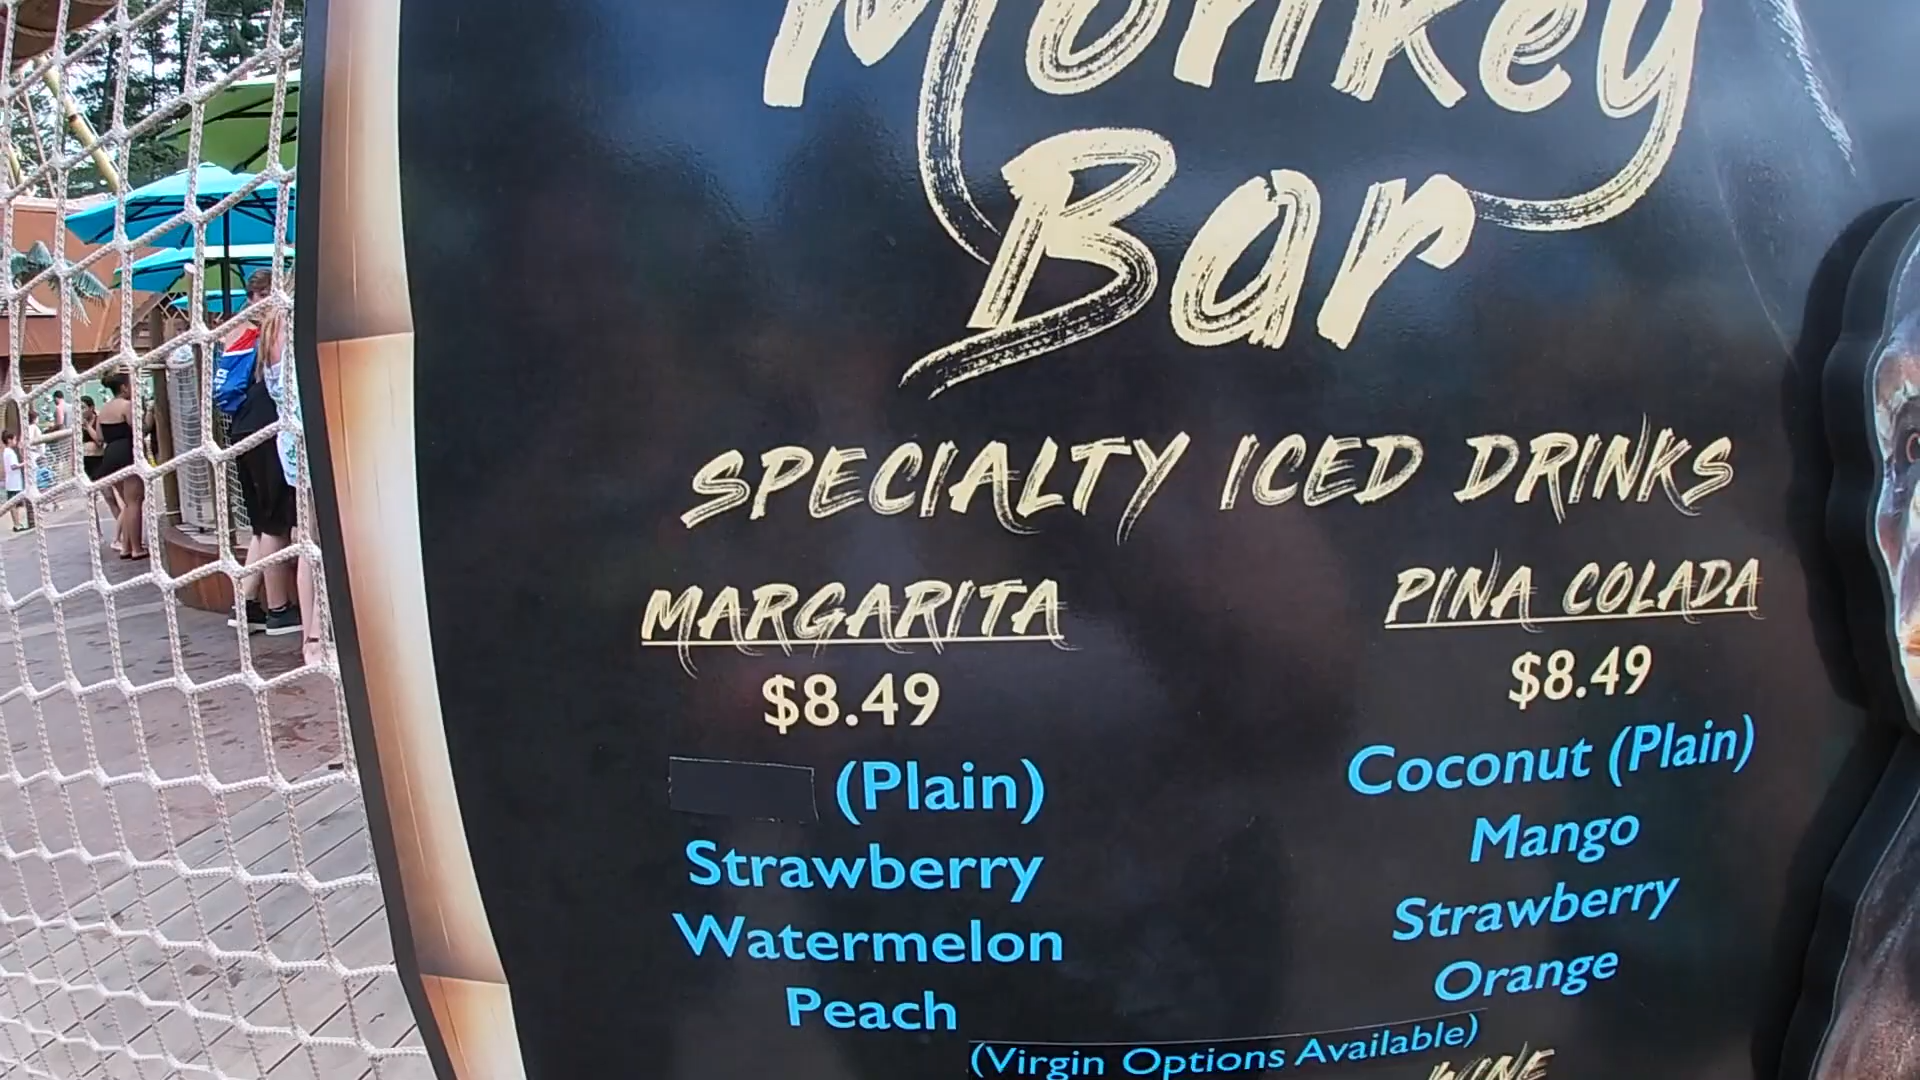 Monkey
Bar
SPECIALTY ICED DRINKS
MARGARITA
$8.49
(Plain)
Strawberry
Watermelon
Peach
PINA COLADA
$8.49
Coconut (Plain)
Mango
Strawberry
Orange
(Virgin Options Available)
WINE